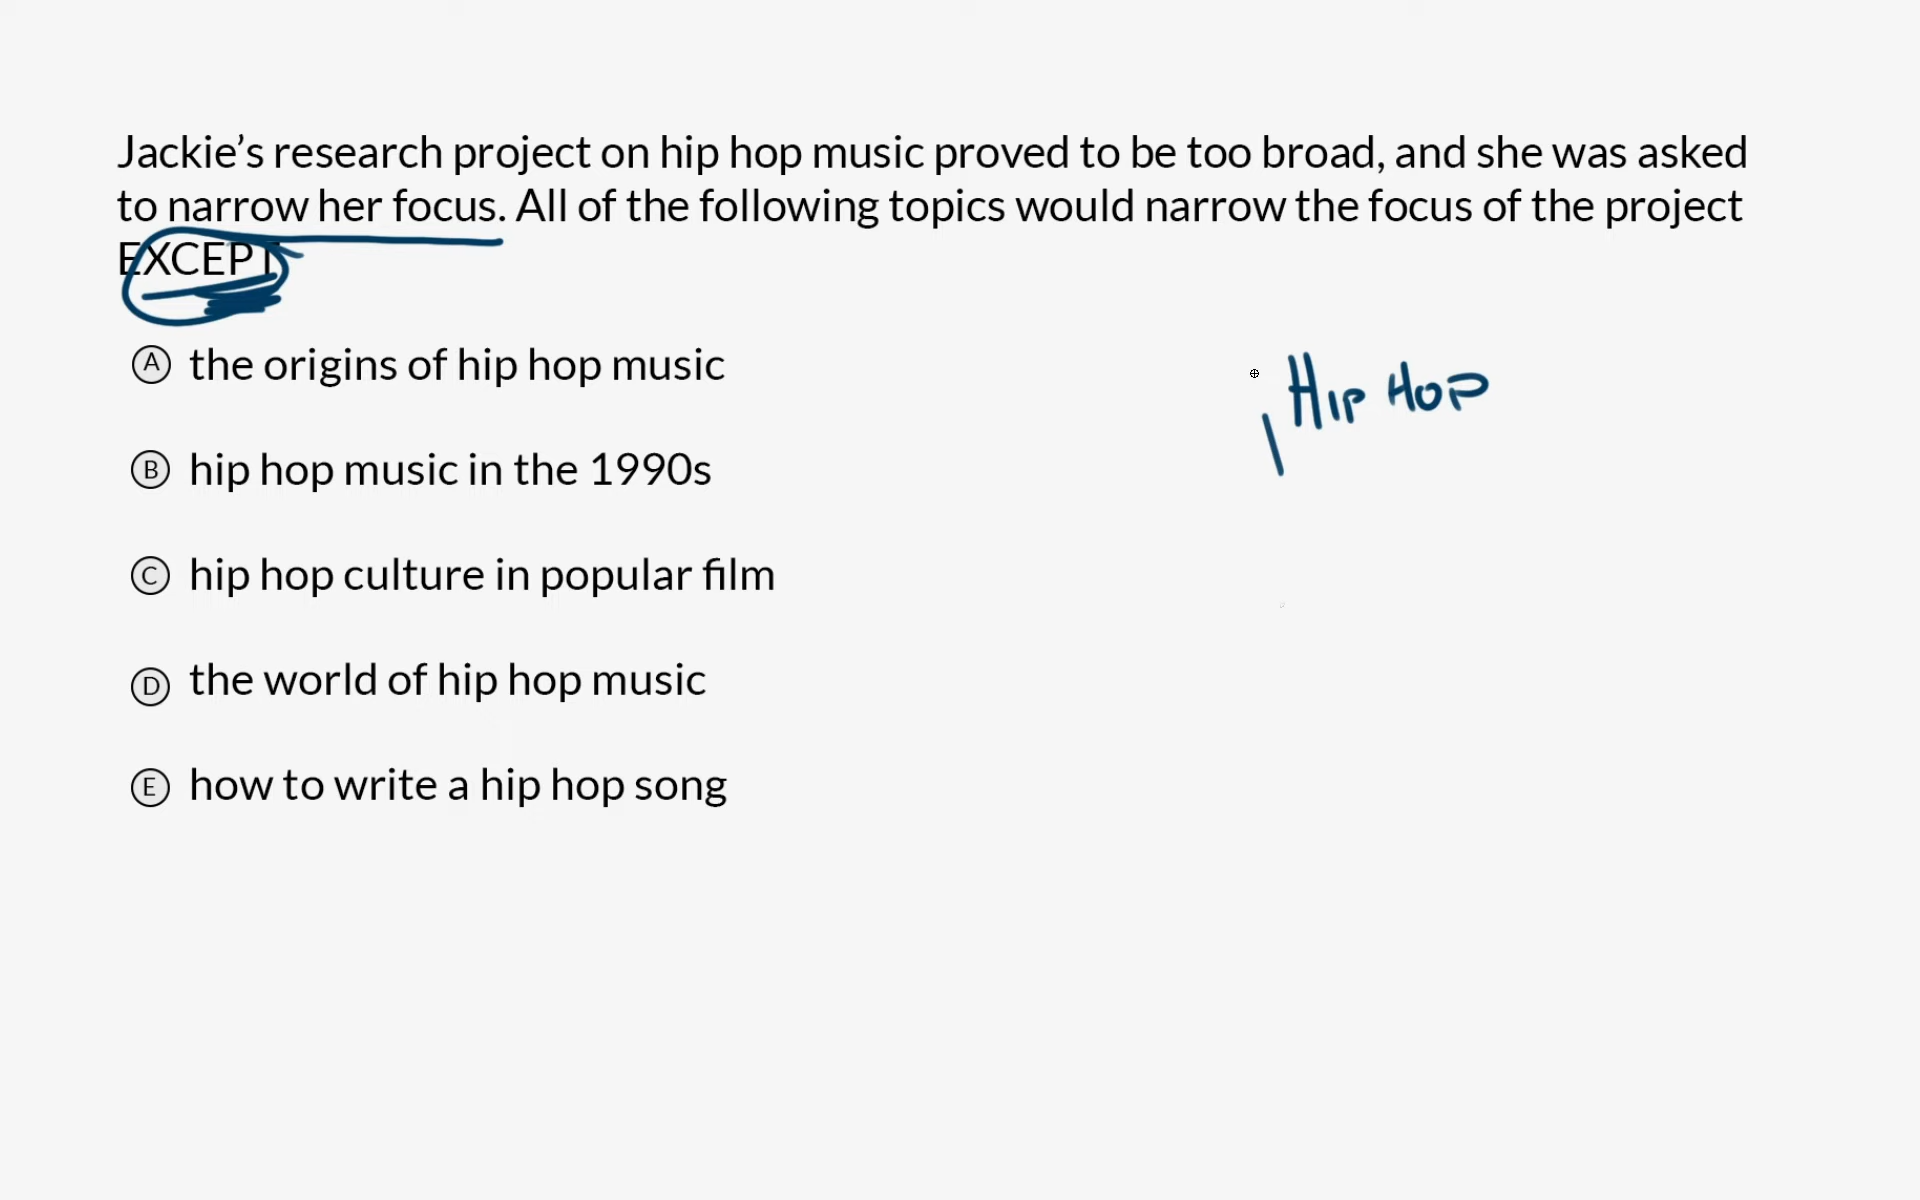 Jackie’s research project on hip hop music proved to be too broad, and she was asked
to narrow her focus. All of the following topics would narrow the focus of the project
EXCEPT
A the origins of hip hop music
B hip hop music in the 1990s
C hip hop culture in popular film
D the world of hip hop music
E how to write a hip hop song
HIP HOP